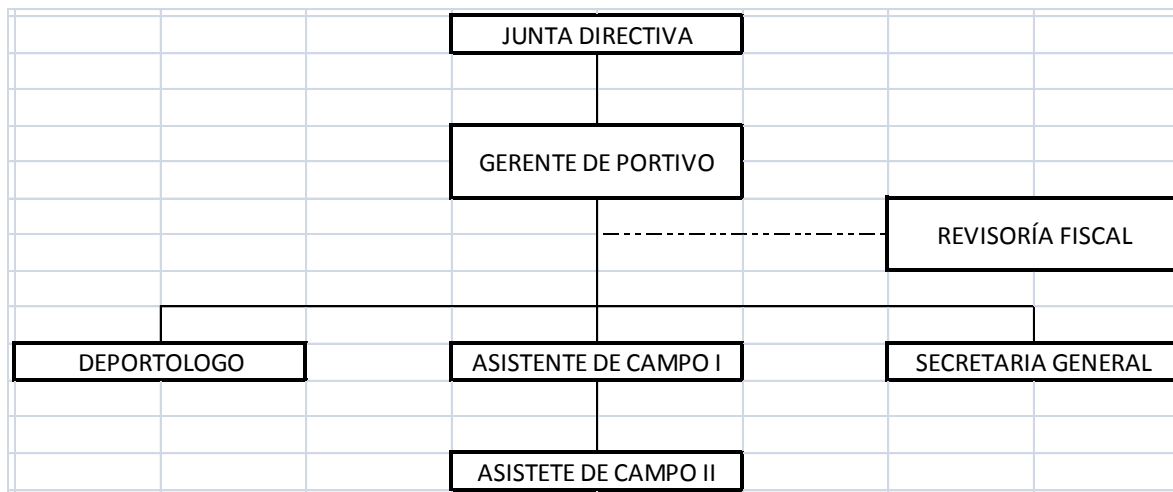 JUNTA DIRECTIVA
GERENTE DE PORTIVO
REVISORÍA FISCAL
DEPORTOLOGO
ASISTENTE DE CAMPO I
SECRETARIA GENERAL
ASISTETE DE CAMPO II